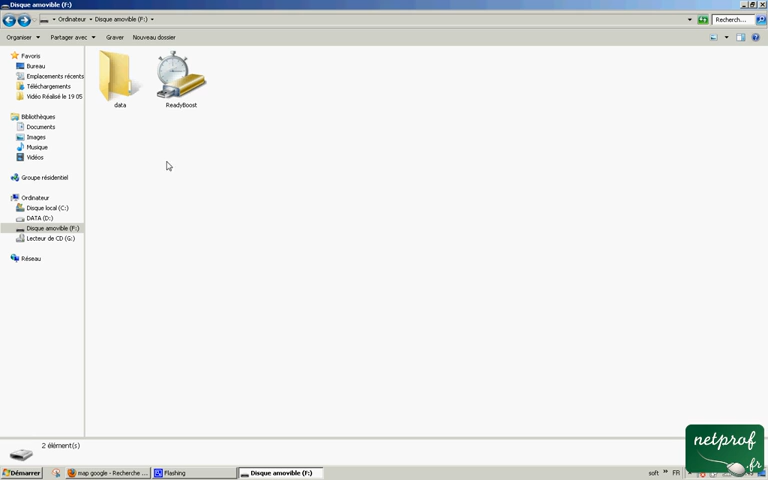 Disque amovible (F:)
Ordinateur Disque amovible (F:)
Recherch...
Organiser Partager avec Graver Nouveau dossier
Favoris
Bureau
Emplacements récents
Téléchargements
Vidéo Réalisé le 19 05
Bibliothèques
Documents
Images
Musique
Vidéos
Groupe résidentiel
Ordinateur
Disque local (C:)
DATA (D:)
Disque amovible (F:)
Lecteur de CD (G:)
Réseau
data
ReadyBoost
2 élément(s)
Démarrer
map google - Recherche ...
Flashing
Disque amovible (F:)
soft » FR
netprof
.fr